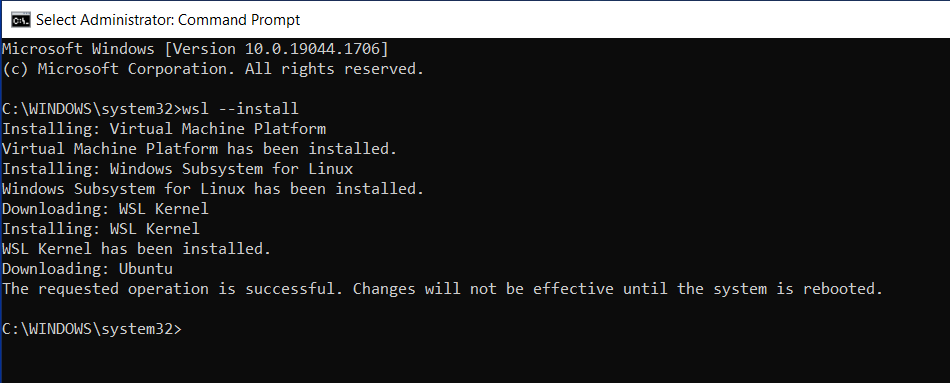 Select Administrator: Command Prompt
Microsoft Windows [Version 10.0.19044.1706]
(c) Microsoft Corporation. All rights reserved.
C:\WINDOWS\system32>wsl --install
Installing: Virtual Machine Platform
Virtual Machine Platform has been installed.
Installing: Windows Subsystem for Linux
Windows Subsystem for Linux has been installed.
Downloading: WSL Kernel
Installing: WSL Kernel
WSL Kernel has been installed.
Downloading: Ubuntu
The requested operation is successful. Changes will not be effective until the system is rebooted.
C:\WINDOWS\system32>